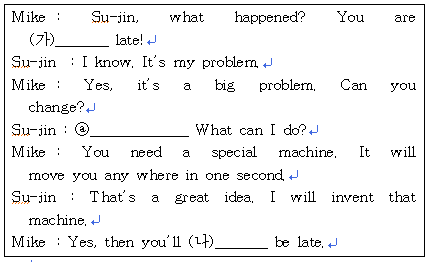 Mike : Su-jin, what happened? You are
(가)________ late!
Su-jin : I know. It's my problem.
Mike : Yes, it's a big problem. Can you
change?
Su-jin : ⓐ______________ What can I do?
Mike : You need a special machine. It will
move you any where in one second.
Su-jin : That's a great idea. I will invent that
machine.
Mike : Yes, then you'll (나)_______ be late.